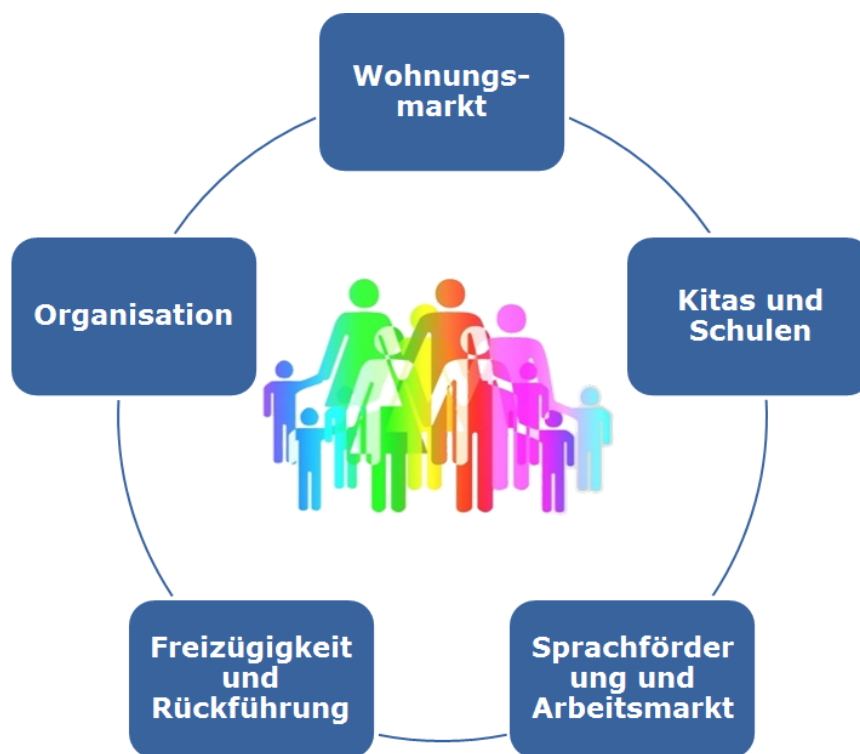 Wohnungs-
markt
Kitas und
Schulen
Sprachförder
ung und
Arbeitsmarkt
Freizügigkeit
und
Rückführung
Organisation